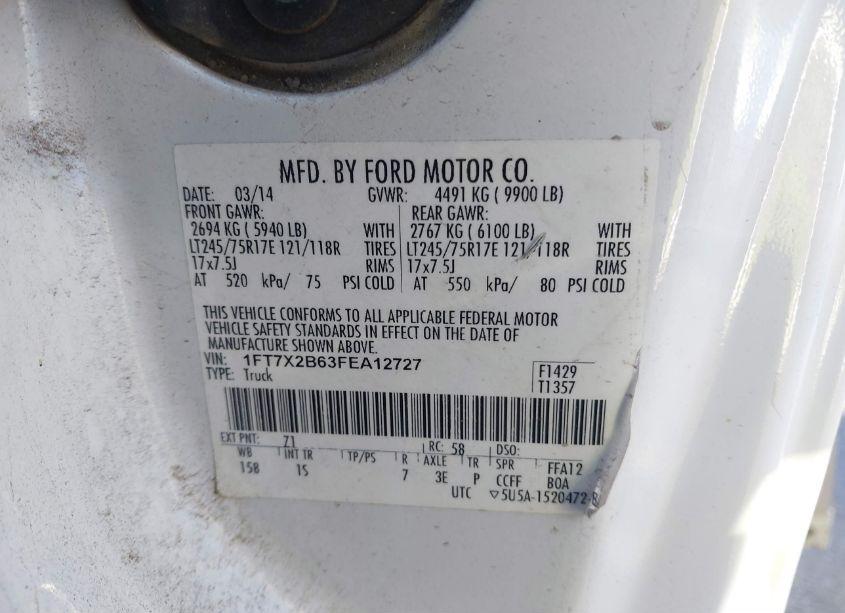 MFD. BY FORD MOTOR CO.
DATE: 03/14 GVWR: 4491 KG ( 9900 LB)
FRONT GAWR: REAR GAWR:
2694 KG ( 5940 LB) WITH 2767 KG ( 6100 LB) WITH
LT245/75R17E 121/118R TIRES LT245/75R17E 121/118R TIRES
17x7.5J RIMS 17x7.5J RIMS
AT 520 kPa/ 75 PSI COLD AT 550 kPa/ 80 PSI COLD
THIS VEHICLE CONFORMS TO ALL APPLICABLE FEDERAL MOTOR
VEHICLE SAFETY STANDARDS IN EFFECT ON THE DATE OF
MANUFACTURE SHOWN ABOVE.
VIN: 1FT7X2B63FEA12727 F1429
TYPE: Truck T1357
EXT PNT: Z1 RC: 58 DSO:
WB INT TR TP/PS R AXLE TR SPR FFA12
158 1S 7 3E P CCFF BOA
UTC ▽5U5A-1520472-B